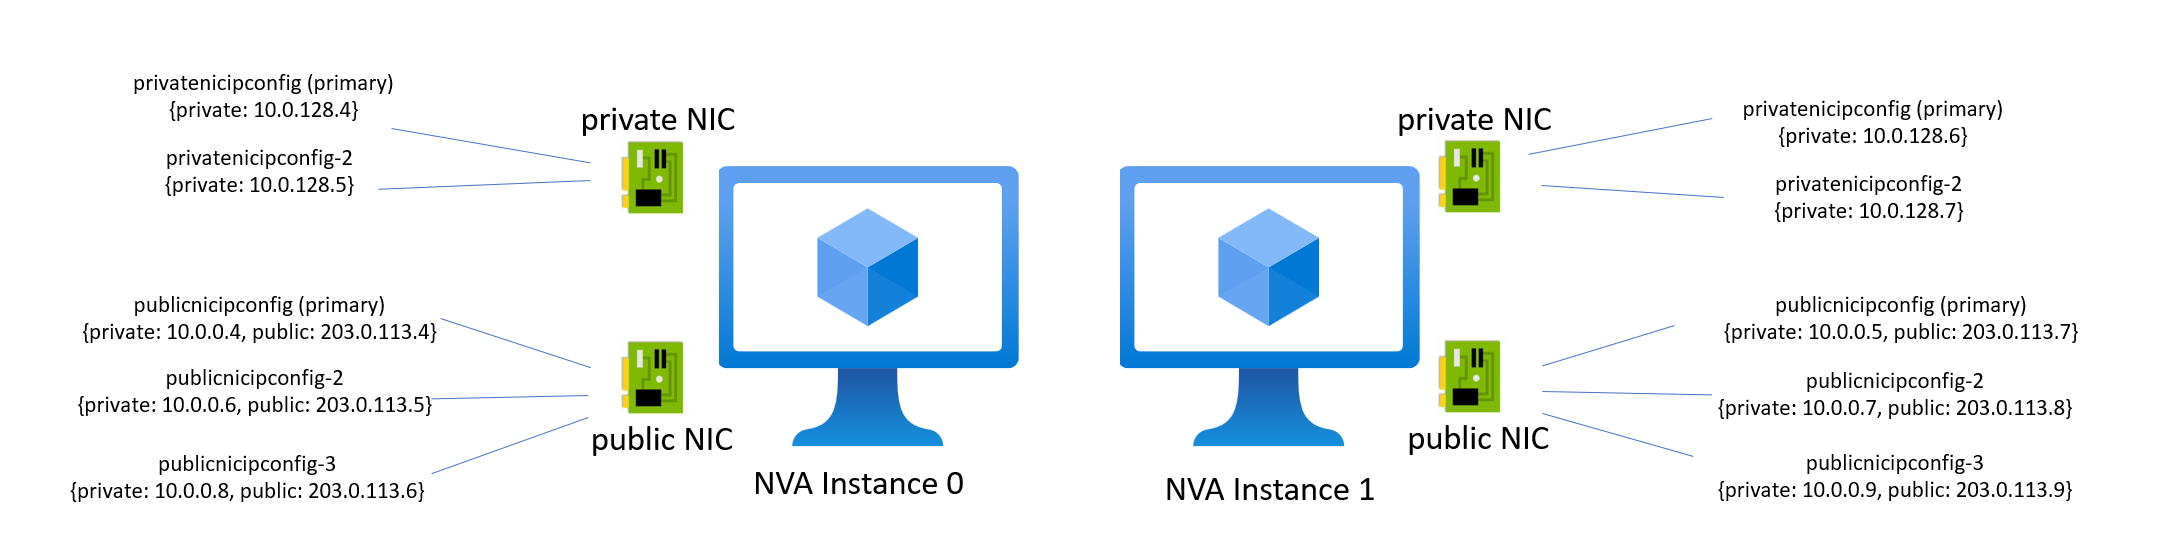 privatenicipconfig (primary)
{private: 10.0.128.4}
privatenicipconfig-2
{private: 10.0.128.5}
private NIC
publicnicipconfig (primary)
{private: 10.0.0.4, public: 203.0.113.4}
publicnicipconfig-2
{private: 10.0.0.6, public: 203.0.113.5}
publicnicipconfig-3
{private: 10.0.0.8, public: 203.0.113.6}
public NIC
NVA Instance 0
private NIC
privatenicipconfig (primary)
{private: 10.0.128.6}
privatenicipconfig-2
{private: 10.0.128.7}
publicnicipconfig (primary)
{private: 10.0.0.5, public: 203.0.113.7}
publicnicipconfig-2
{private: 10.0.0.7, public: 203.0.113.8}
publicnicipconfig-3
{private: 10.0.0.9, public: 203.0.113.9}
public NIC
NVA Instance 1